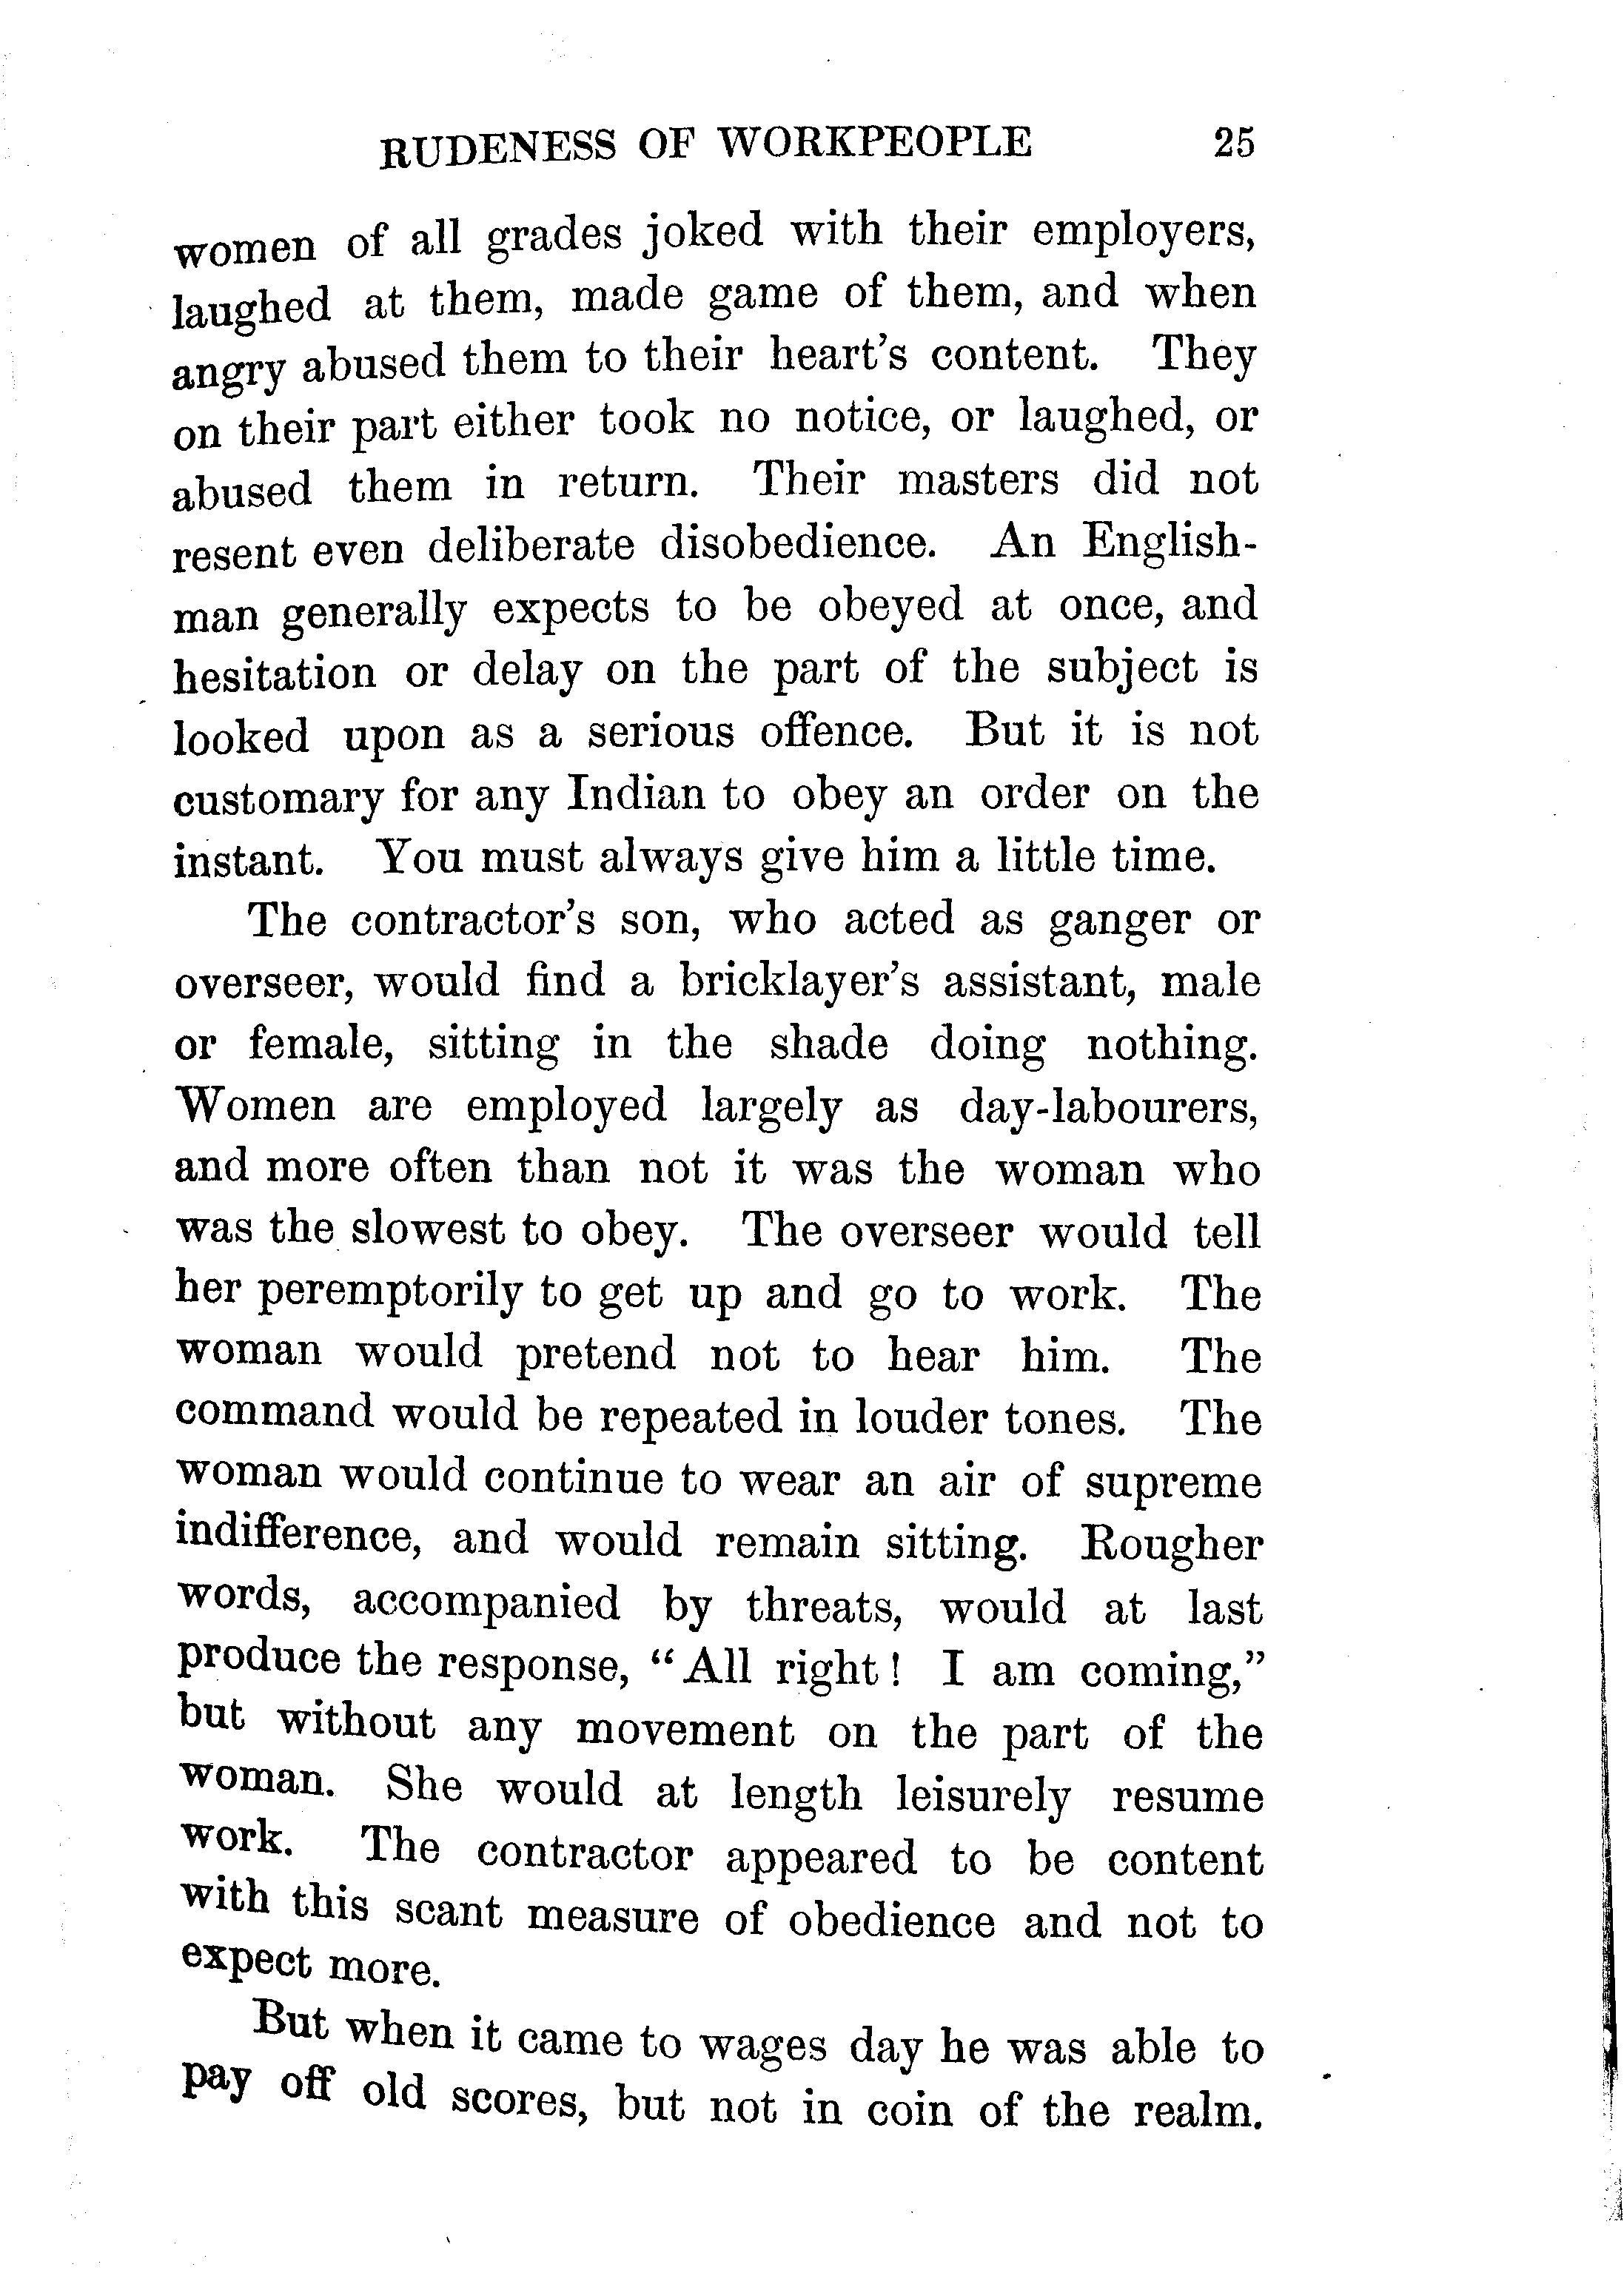 RUDENESS OF WORKPEOPLE 25
women of all grades joked with their employers,
laughed at them, made game of them, and when
angry abused them to their heart's content. They
on their part either took no notice, or laughed, or
abused them in return. Their masters did not
resent even deliberate disobedience. An English-
man generally expects to be obeyed at once, and
hesitation or delay on the part of the subject is
looked upon as a serious offence. But it is not
customary for any Indian to obey an order on the
instant. You must always give him a little time.
The contractor's son, who acted as ganger or
overseer, would find a bricklayer's assistant, male
or female, sitting in the shade doing nothing.
Women are employed largely as day-labourers,
and more often than not it was the woman who
was the slowest to obey. The overseer would tell
her peremptorily to get up and go to work. The
woman would pretend not to hear him. The
command would be repeated in louder tones. The
woman would continue to wear an air of supreme
indifference, and would remain sitting. Rougher
words, accompanied by threats, would at last
produce the response, “All right! I am coming,”
but without any movement on the part of the
woman. She would at length leisurely resume
work. The contractor appeared to be content
with this scant measure of obedience and not to
expect more.
But when it came to wages day he was able to
pay off old scores, but not in coin of the realm.